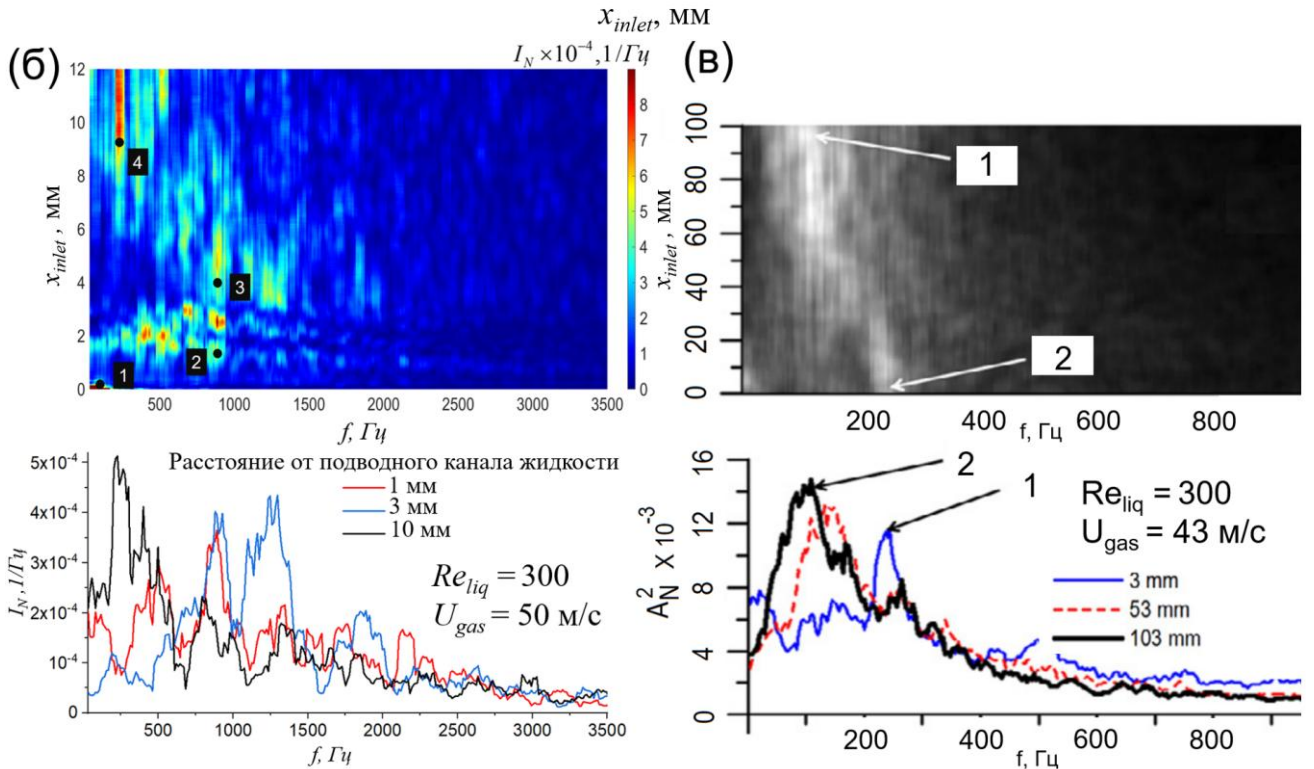 x_inlet, мм
(б)
I_N ×10⁻⁴, 1/Гц
12
10
8
6
4
2
0
x_inlet, мм
4
3
2
1
8
7
6
5
4
3
2
1
0
500 1000 1500 2000 2500 3000 3500
f, Гц
(в)
100
80
60
40
20
0
x_inlet, мм
1
2
200 400 600 800
f, Гц
Расстояние от подводного канала жидкости
1 мм
3 мм
10 мм
Re_liq = 300
U_gas = 50 м/с
5x10⁻⁴
4x10⁻⁴
3x10⁻⁴
2x10⁻⁴
10⁻⁴
0
I_N, 1/Гц
500 1000 1500 2000 2500 3000 3500
f, Гц
16
12
8
4
0
A_N² X 10⁻³
2
1
Re_liq = 300
U_gas = 43 м/с
3 mm
53 mm
103 mm
200 400 600 800
f, Гц